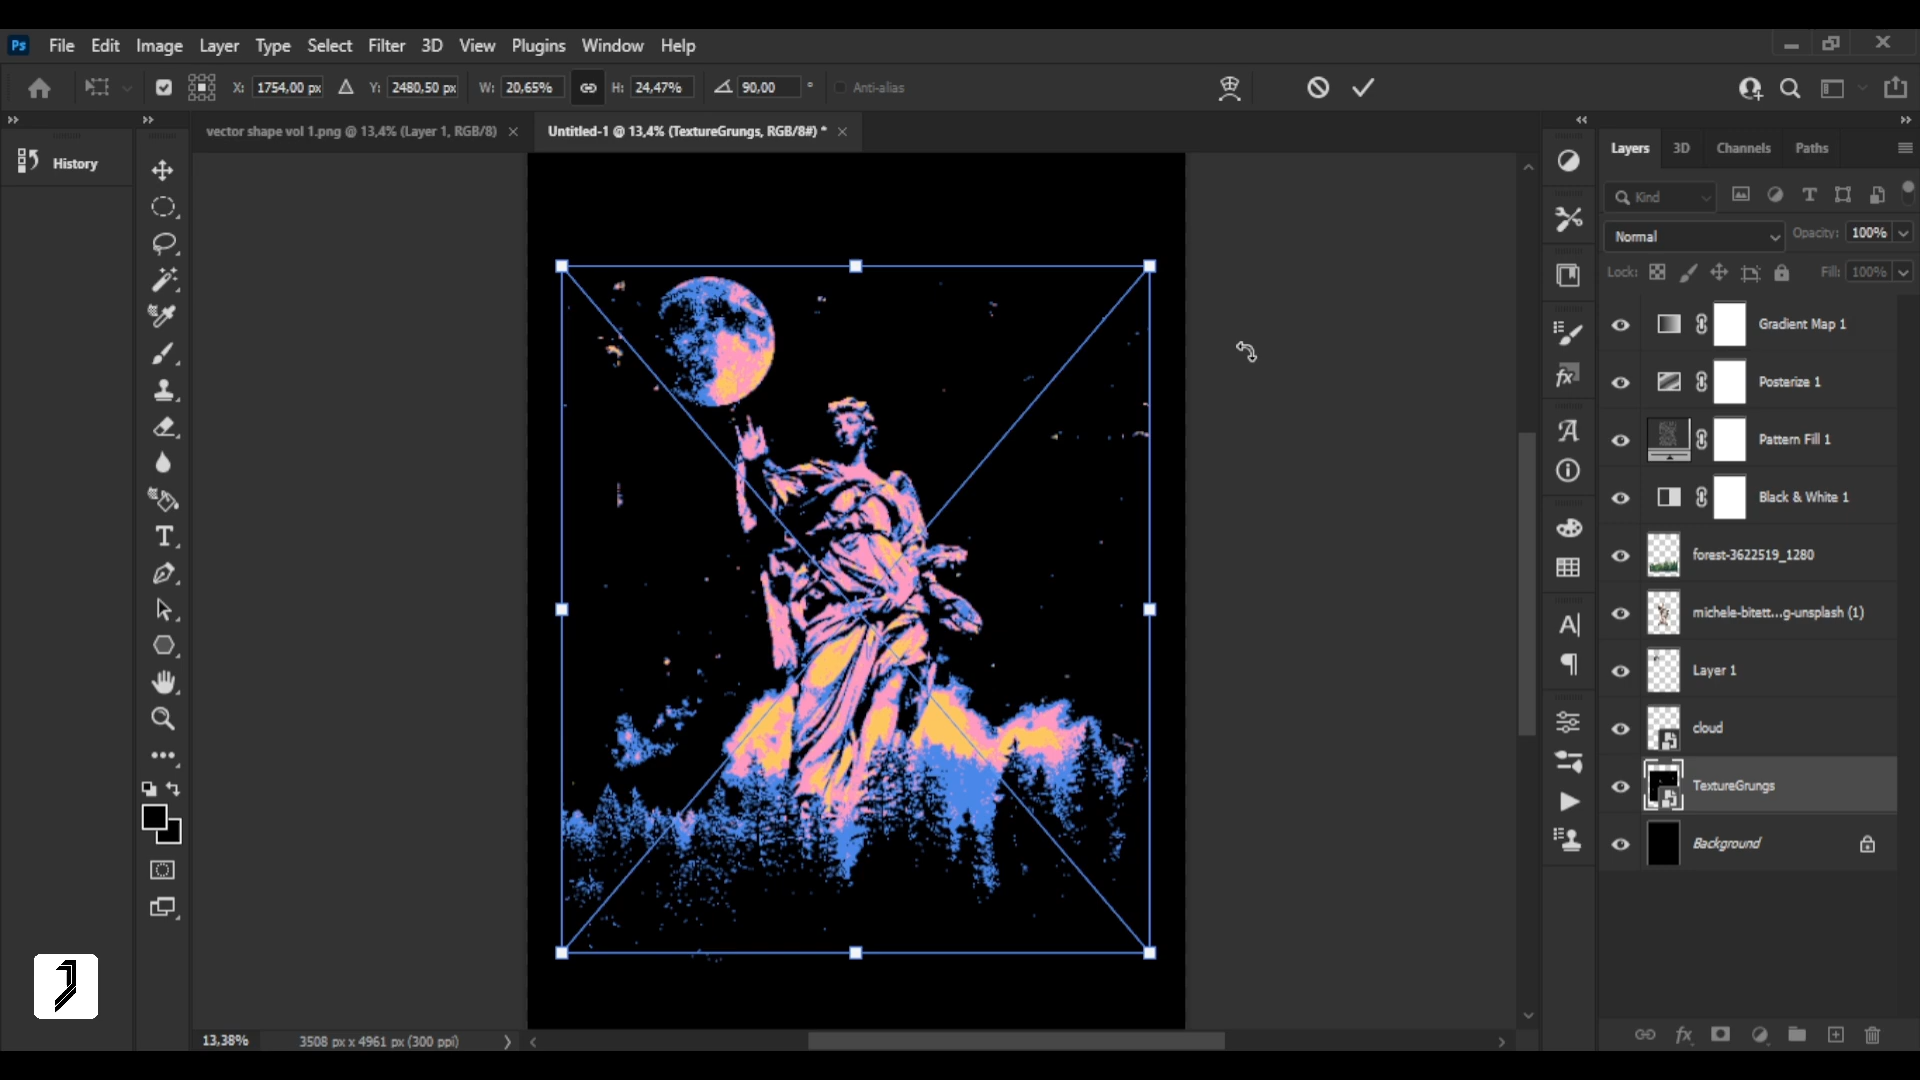 Ps File Edit Image Layer Type Select Filter 3D View Plugins Window Help
X: 1754,00 px Y: 2480,50 px W: 20,65% H: 24,47% 90,00 ° Anti-alias
vector shape vol 1.png @ 13,4% (Layer 1, RGB/8) Untitled-1 @ 13,4% (TextureGrungs, RGB/8#) *
History
Layers 3D Channels Paths
Kind
Normal Opacity: 100%
Lock: Fill: 100%
Gradient Map 1
Posterize 1
Pattern Fill 1
Black & White 1
forest-3622519_1280
michele-bitett...g-unsplash (1)
Layer 1
cloud
TextureGrungs
Background
13,38% 3508 px x 4961 px (300 ppi)